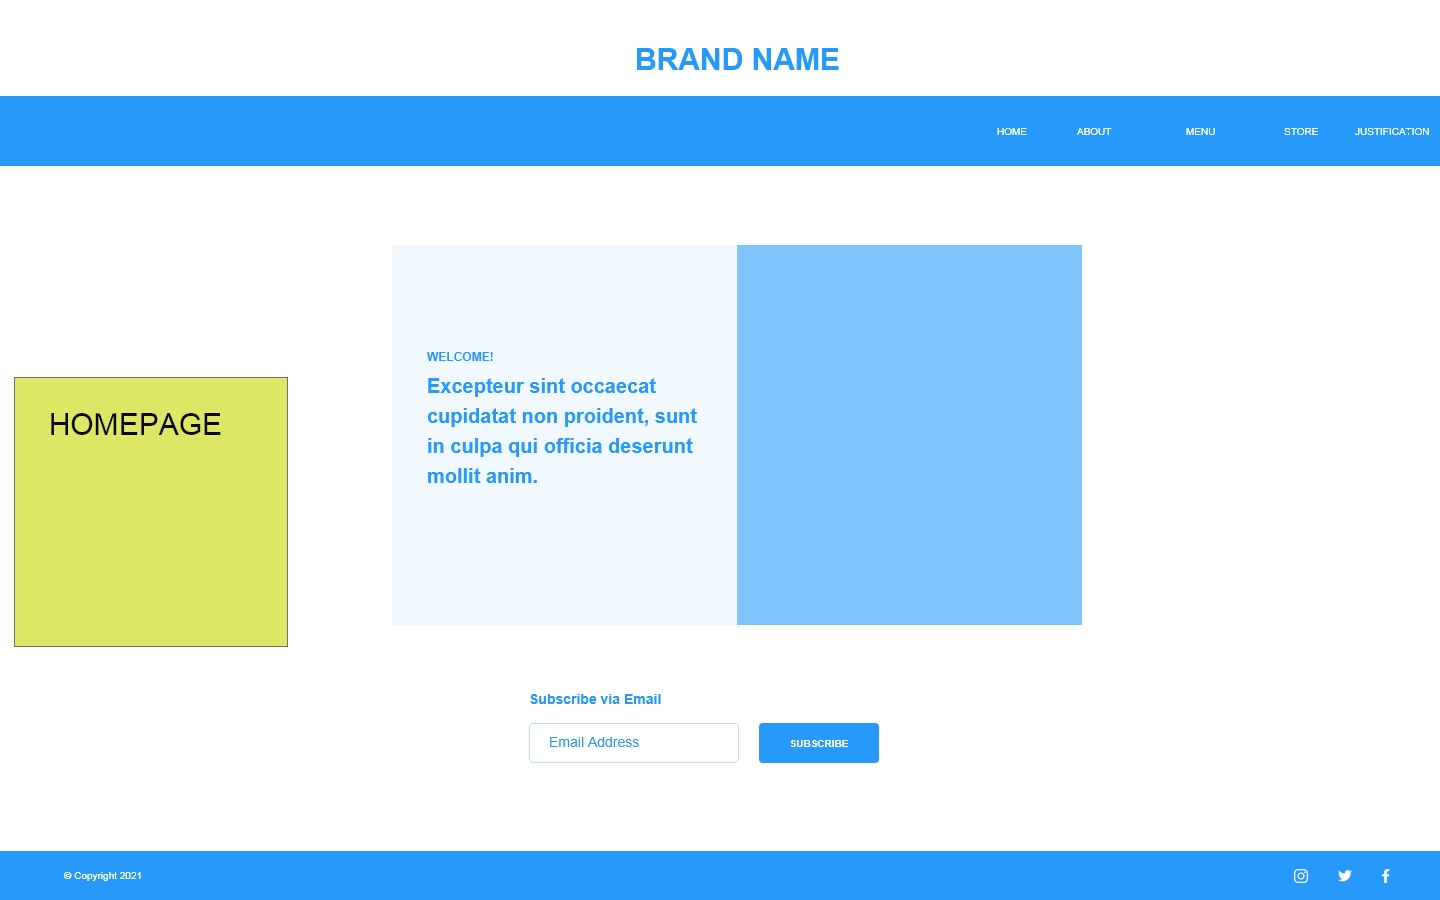 BRAND NAME
HOME ABOUT MENU STORE JUSTIFICATION
WELCOME!
Excepteur sint occaecat
cupidatat non proident, sunt
in culpa qui officia deserunt
mollit anim.
HOMEPAGE
Subscribe via Email
Email Address SUBSCRIBE
© Copyright 2021